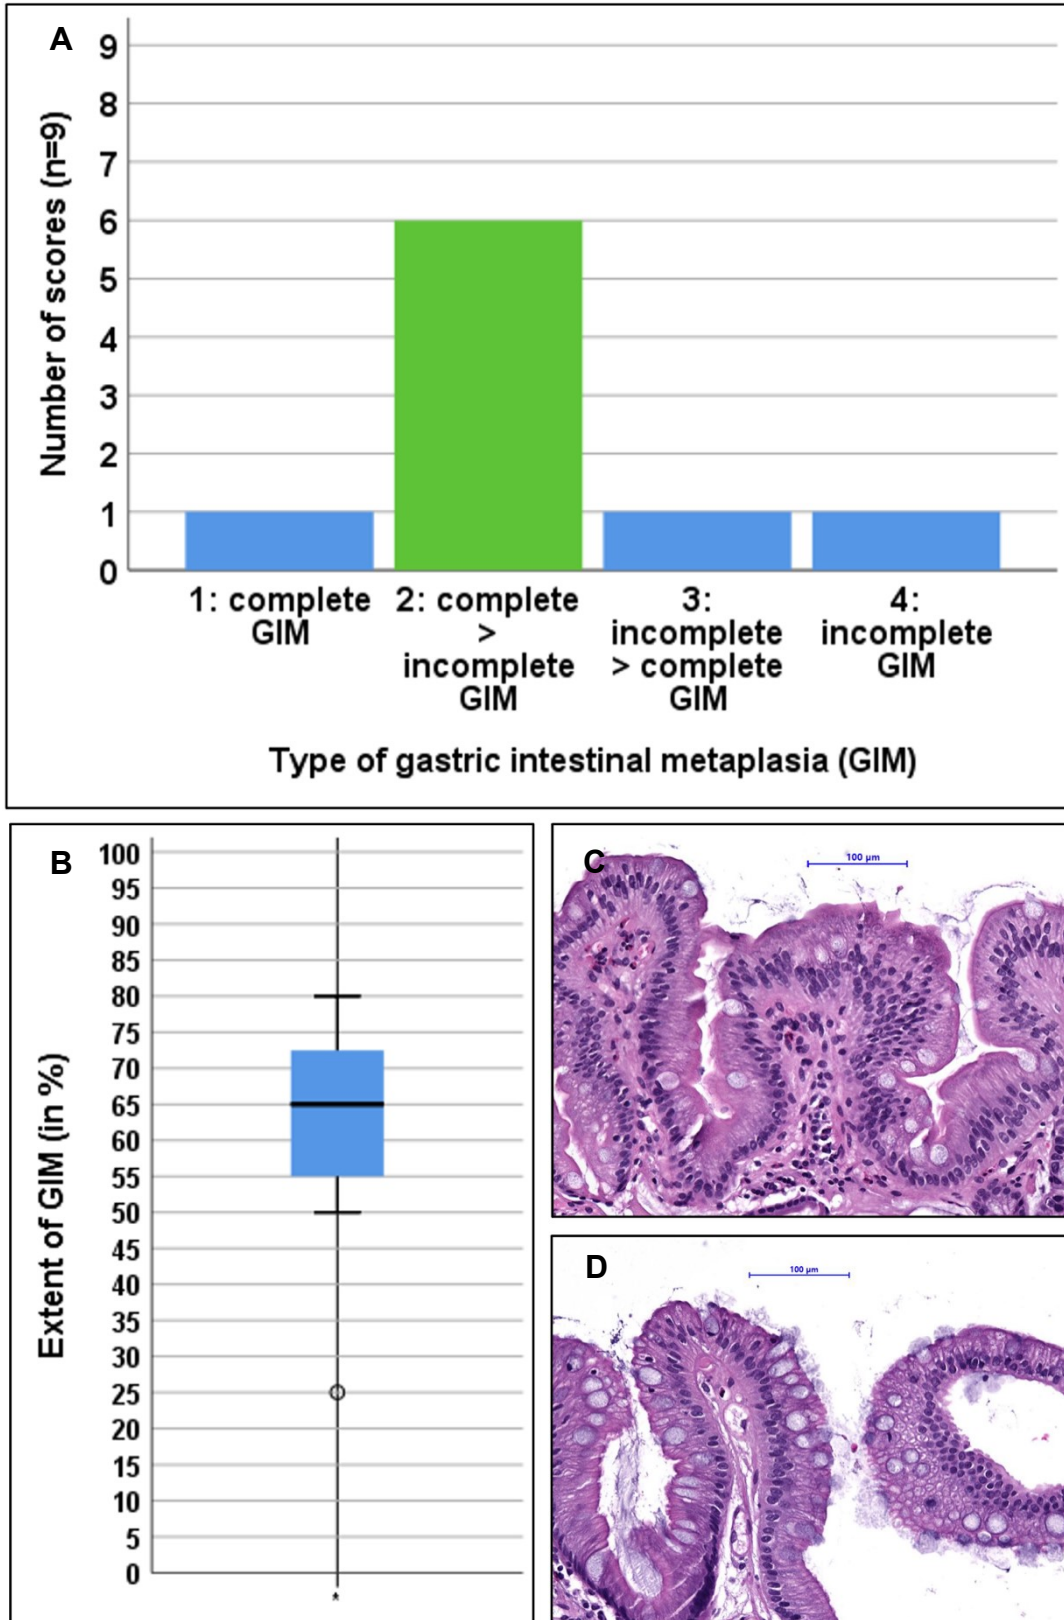 A
Number of scores (n=9)
9
8
7
6
5
4
3
2
1
0
1: complete
GIM
2: complete
>
incomplete
GIM
3:
incomplete
> complete
GIM
4:
incomplete
GIM
Type of gastric intestinal metaplasia (GIM)
B
Extent of GIM (in %)
100
95
90
85
80
75
70
65
60
55
50
45
40
35
30
25
20
15
10
5
0
*
C
100 µm
D
100 µm